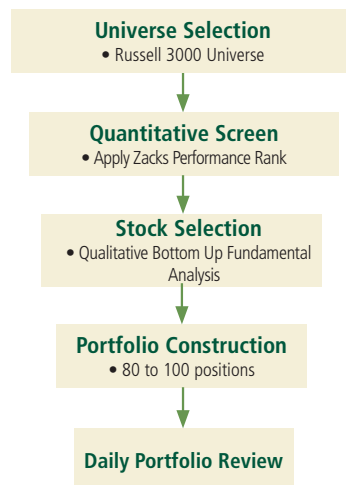 Universe Selection
• Russell 3000 Universe
Quantitative Screen
• Apply Zacks Performance Rank
Stock Selection
• Qualitative Bottom Up Fundamental
Analysis
Portfolio Construction
• 80 to 100 positions
Daily Portfolio Review